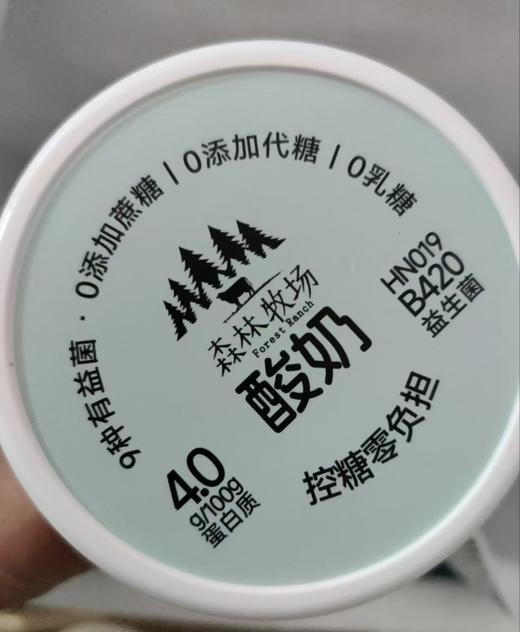 9种有益菌·0添加蔗糖|0添加代糖|0乳糖
森林牧场
Forest Ranch
酸奶
HN019
B420
益生菌
4.0
g/100g
蛋白质
控糖零负担